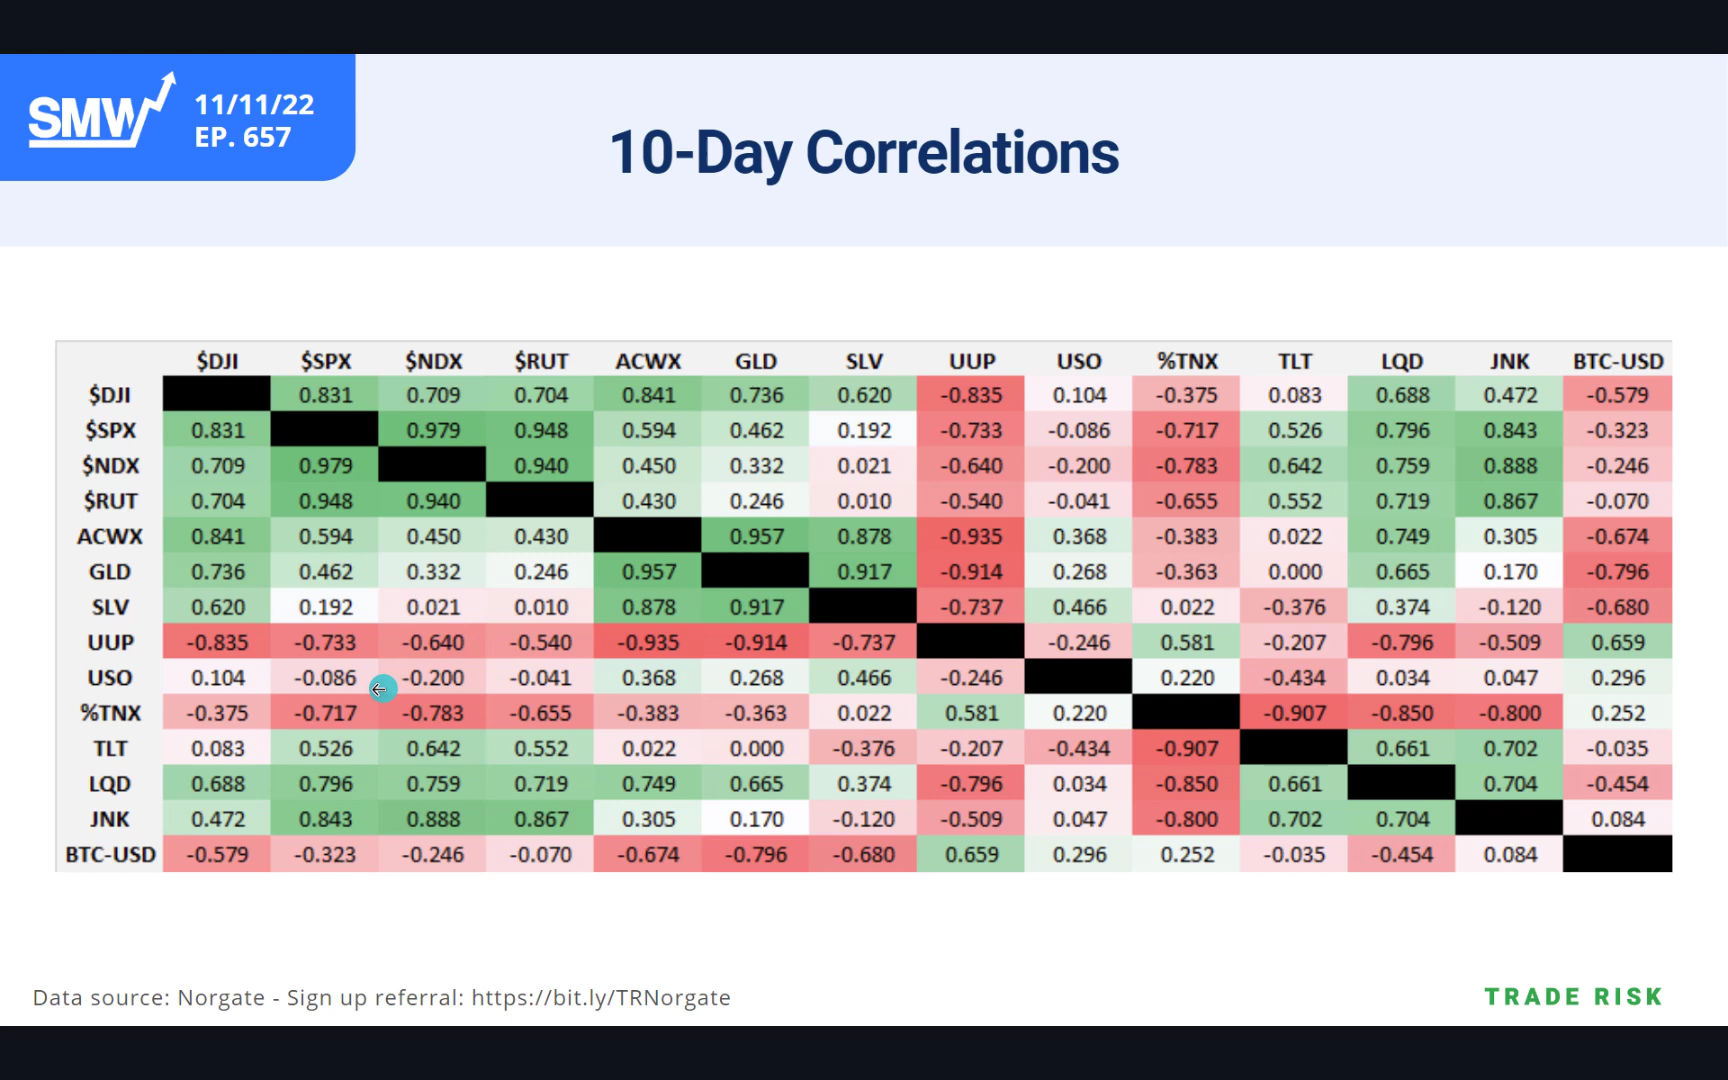 SMW
11/11/22
EP. 657
10-Day Correlations
$DJI $SPX $NDX $RUT ACWX GLD SLV UUP USO %TNX TLT LQD JNK BTC-USD
$DJI 0.831 0.709 0.704 0.841 0.736 0.620 -0.835 0.104 -0.375 0.083 0.688 0.472 -0.579
$SPX 0.831 0.979 0.948 0.594 0.462 0.192 -0.733 -0.086 -0.717 0.526 0.796 0.843 -0.323
$NDX 0.709 0.979 0.940 0.450 0.332 0.021 -0.640 -0.200 -0.783 0.642 0.759 0.888 -0.246
$RUT 0.704 0.948 0.940 0.430 0.246 0.010 -0.540 -0.041 -0.655 0.552 0.719 0.867 -0.070
ACWX 0.841 0.594 0.450 0.430 0.957 0.878 -0.935 0.368 -0.383 0.022 0.749 0.305 -0.674
GLD 0.736 0.462 0.332 0.246 0.957 0.917 -0.914 0.268 -0.363 0.000 0.665 0.170 -0.796
SLV 0.620 0.192 0.021 0.010 0.878 0.917 -0.737 0.466 0.022 -0.376 0.374 -0.120 -0.680
UUP -0.835 -0.733 -0.640 -0.540 -0.935 -0.914 -0.737 -0.246 0.581 -0.207 -0.796 -0.509 0.659
USO 0.104 -0.086 -0.200 -0.041 0.368 0.268 0.466 -0.246 0.220 -0.434 0.034 0.047 0.296
%TNX -0.375 -0.717 -0.783 -0.655 -0.383 -0.363 0.022 0.581 0.220 -0.907 -0.850 -0.800 0.252
TLT 0.083 0.526 0.642 0.552 0.022 0.000 -0.376 -0.207 -0.434 -0.907 0.661 0.702 -0.035
LQD 0.688 0.796 0.759 0.719 0.749 0.665 0.374 -0.796 0.034 -0.850 0.661 0.704 -0.454
JNK 0.472 0.843 0.888 0.867 0.305 0.170 -0.120 -0.509 0.047 -0.800 0.702 0.704 0.084
BTC-USD -0.579 -0.323 -0.246 -0.070 -0.674 -0.796 -0.680 0.659 0.296 0.252 -0.035 -0.454 0.084
Data source: Norgate - Sign up referral: https://bit.ly/TRNorgate
TRADE RISK